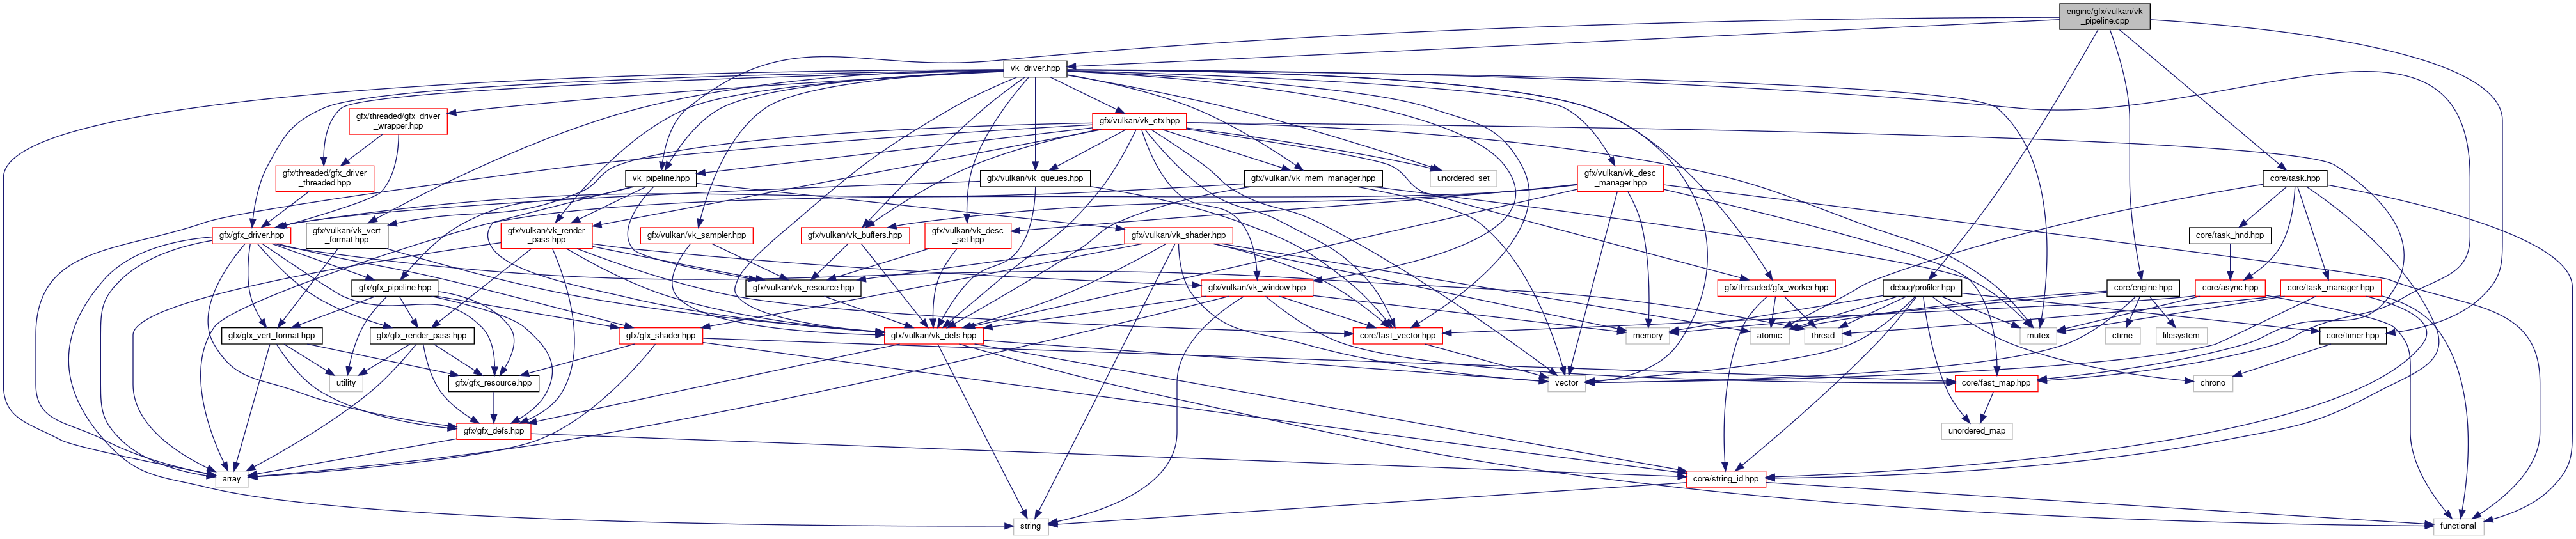 engine/gfx/vulkan/vk
_pipeline.cpp
vk_driver.hpp
gfx/threaded/gfx_driver
_wrapper.hpp
gfx/vulkan/vk_ctx.hpp
gfx/threaded/gfx_driver
_threaded.hpp
vk_pipeline.hpp
gfx/vulkan/vk_queues.hpp
gfx/vulkan/vk_mem_manager.hpp
unordered_set
gfx/vulkan/vk_desc
_manager.hpp
core/task.hpp
gfx/gfx_driver.hpp
gfx/vulkan/vk_vert
_format.hpp
gfx/vulkan/vk_render
_pass.hpp
gfx/vulkan/vk_sampler.hpp
gfx/vulkan/vk_buffers.hpp
gfx/vulkan/vk_desc
_set.hpp
gfx/vulkan/vk_shader.hpp
core/task_hnd.hpp
gfx/gfx_pipeline.hpp
gfx/vulkan/vk_resource.hpp
gfx/vulkan/vk_window.hpp
gfx/threaded/gfx_worker.hpp
debug/profiler.hpp
core/engine.hpp
core/async.hpp
core/task_manager.hpp
gfx/gfx_vert_format.hpp
gfx/gfx_render_pass.hpp
gfx/gfx_shader.hpp
gfx/vulkan/vk_defs.hpp
core/fast_vector.hpp
memory
atomic
thread
mutex
ctime
filesystem
core/timer.hpp
utility
gfx/gfx_resource.hpp
vector
core/fast_map.hpp
chrono
gfx/gfx_defs.hpp
unordered_map
array
core/string_id.hpp
string
functional